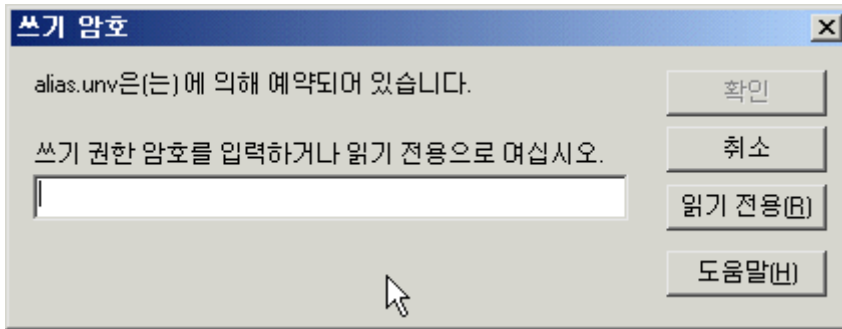 쓰기 암호
alias.unv은(는)에 의해 예약되어 있습니다.
쓰기 권한 암호를 입력하거나 읽기 전용으로 여십시오.
확인
취소
읽기 전용(R)
도움말(H)